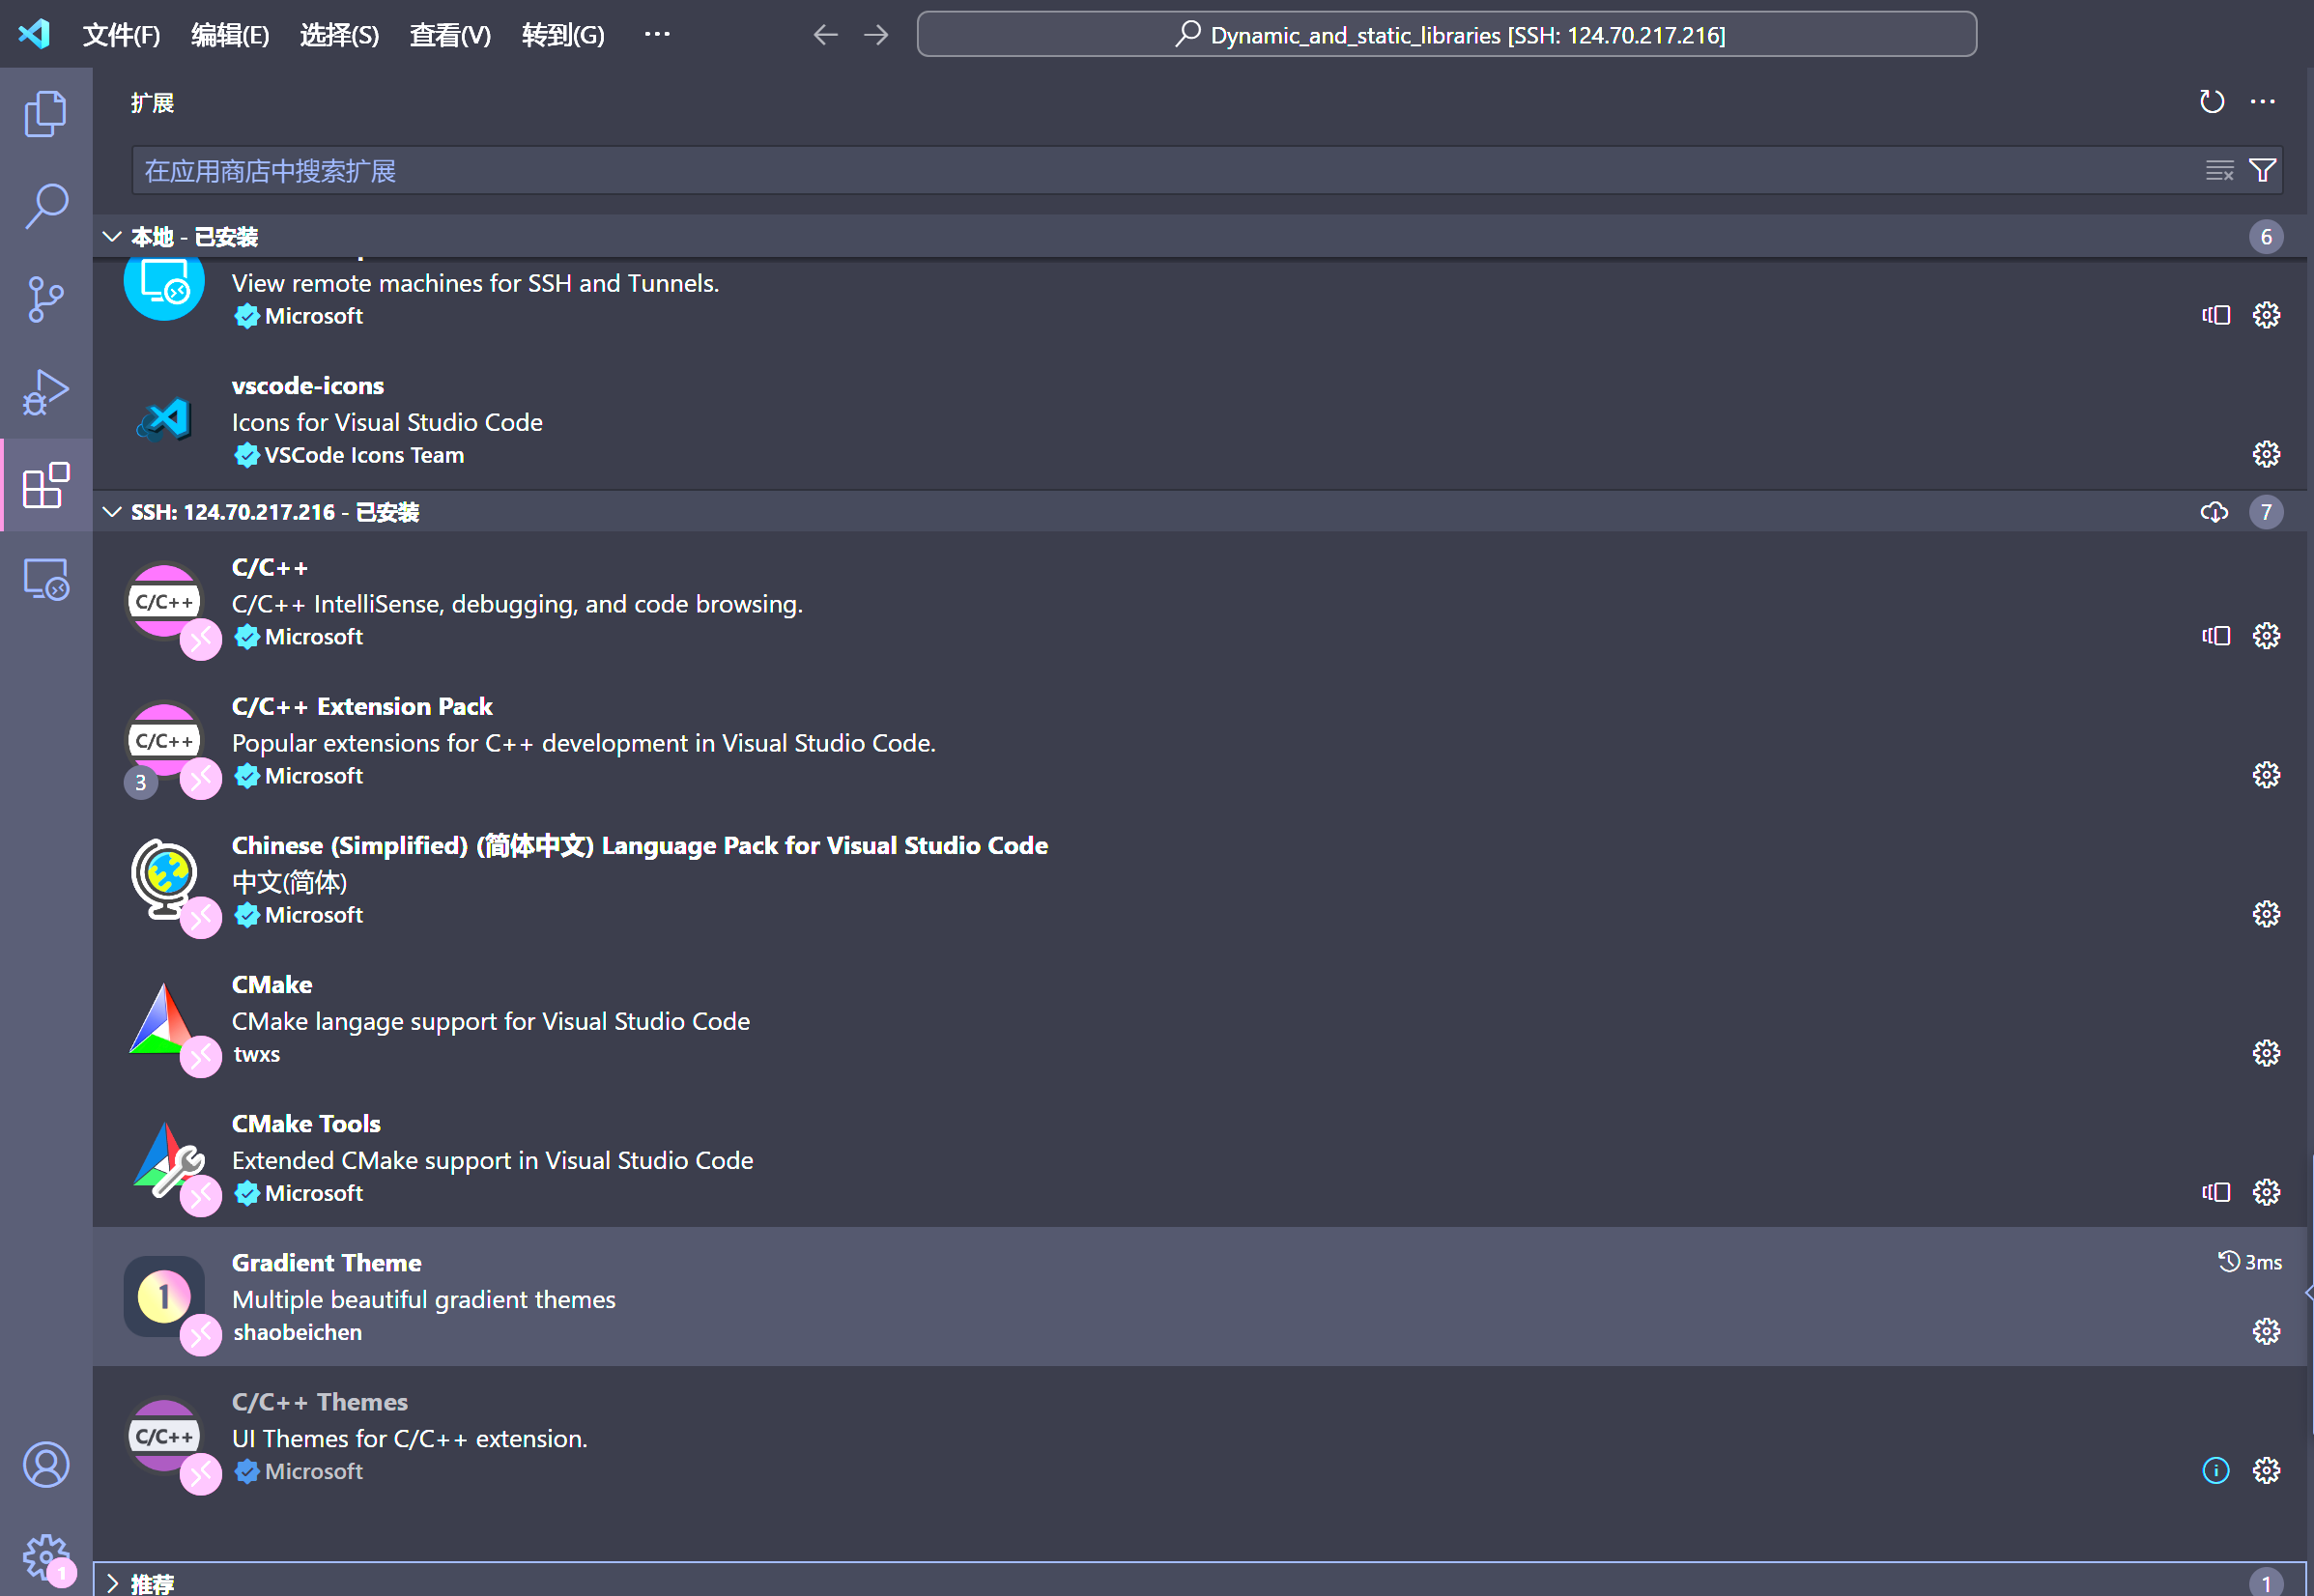 文件(F) 编辑(E) 选择(S) 查看(V) 转到(G) ··· Dynamic_and_static_libraries [SSH: 124.70.217.216]
扩展
在应用商店中搜索扩展
本地 - 已安装 6
View remote machines for SSH and Tunnels.
Microsoft
vscode-icons
Icons for Visual Studio Code
VSCode Icons Team
SSH: 124.70.217.216 - 已安装 7
C/C++
C/C++
C/C++ IntelliSense, debugging, and code browsing.
Microsoft
C/C++ Extension Pack
C/C++
Popular extensions for C++ development in Visual Studio Code.
3 Microsoft
Chinese (Simplified) (简体中文) Language Pack for Visual Studio Code
中文(简体)
Microsoft
CMake
CMake langage support for Visual Studio Code
twxs
CMake Tools
Extended CMake support in Visual Studio Code
Microsoft
Gradient Theme 3ms
1 Multiple beautiful gradient themes
shaobeichen
C/C++ Themes
C/C++ UI Themes for C/C++ extension.
Microsoft
1
推荐 1